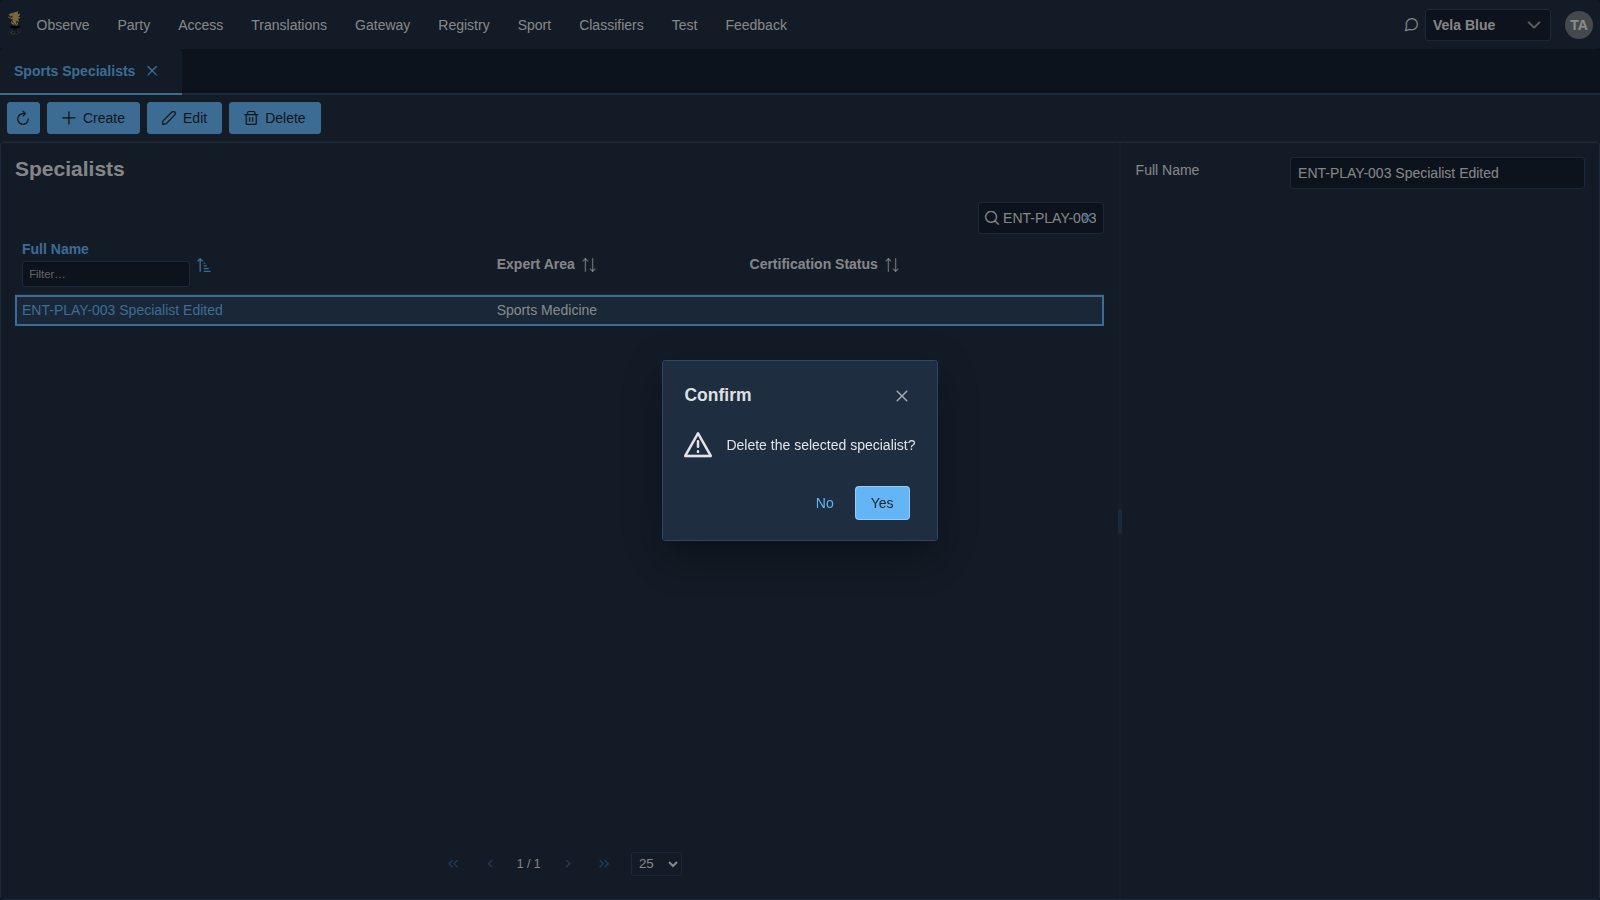 Observe Party Access Translations Gateway Registry Sport Classifiers Test Feedback Vela Blue TA
Sports Specialists
Create Edit Delete
Specialists
Full Name ENT-PLAY-003 Specialist Edited
ENT-PLAY-003
Full Name
Filter...
Expert Area Certification Status
ENT-PLAY-003 Specialist Edited Sports Medicine
Confirm
Delete the selected specialist?
No Yes
« ‹ 1 / 1 › » 25